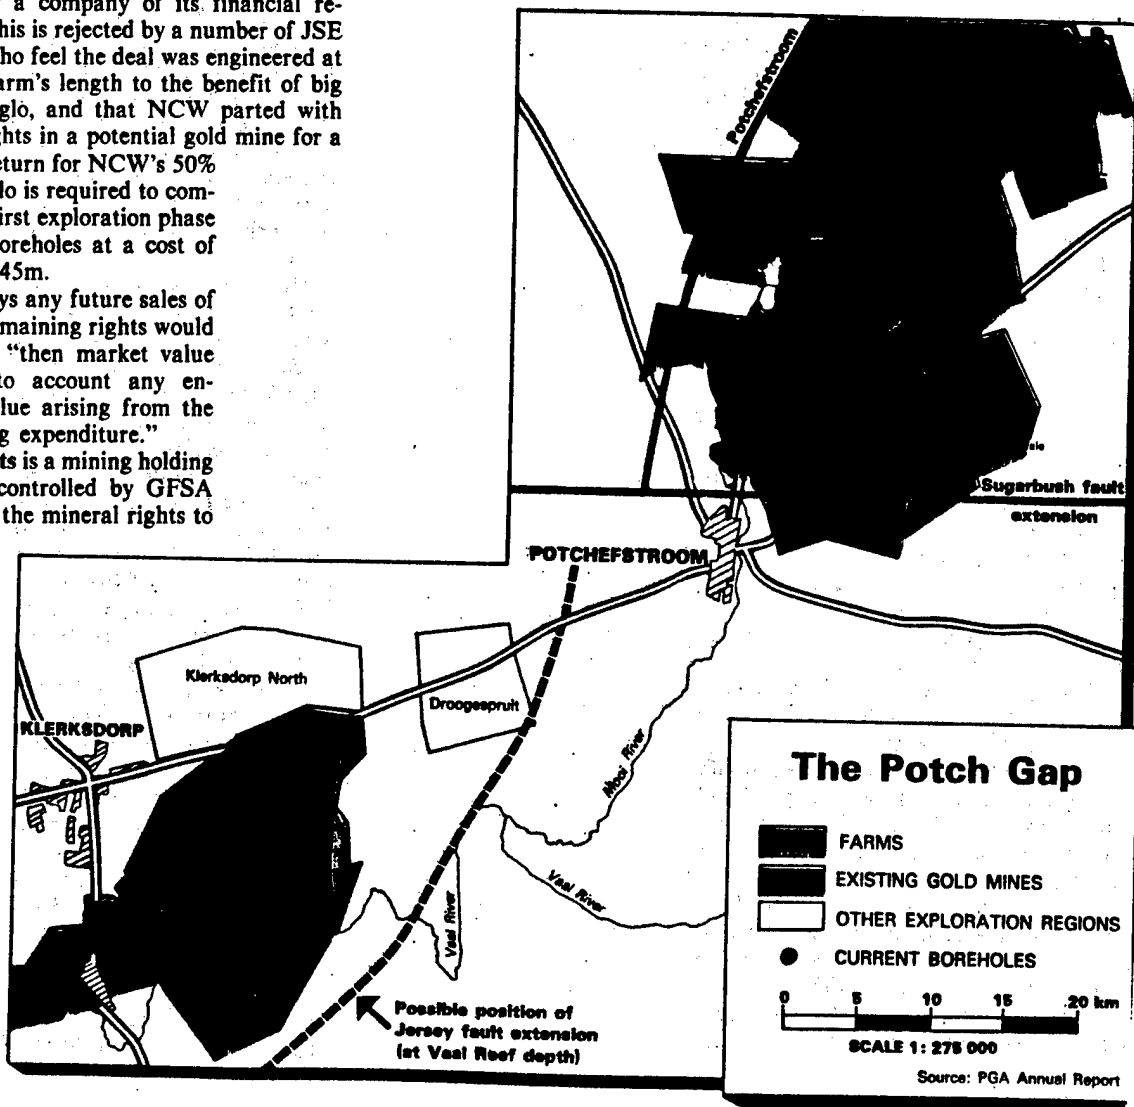 a company of its financial re-
his is rejected by a number of JSE
ho feel the deal was engineered at
arm's length to the benefit of big
glo, and that NCW parted with
ghts in a potential gold mine for a
eturn for NCW's 50%
lo is required to com-
irst exploration phase
oreholes at a cost of
45m.
ys any future sales of
maining rights would
"then market value
to account any en-
lue arising from the
g expenditure."
ts is a mining holding
controlled by GFSA
the mineral rights to
Potchefstroom
Sugarbush fault
extension
POTCHEFSTROOM
Klerksdorp North
Droogespruit
KLERKSDORP
Mooi River
Vaal River
Vaal River
Possible position of
Jersey fault extension
(at Vaal Reef depth)
The Potch Gap
FARMS
EXISTING GOLD MINES
OTHER EXPLORATION REGIONS
CURRENT BOREHOLES
0 5 10 15 20 km
SCALE 1: 275 000
Source: PGA Annual Report